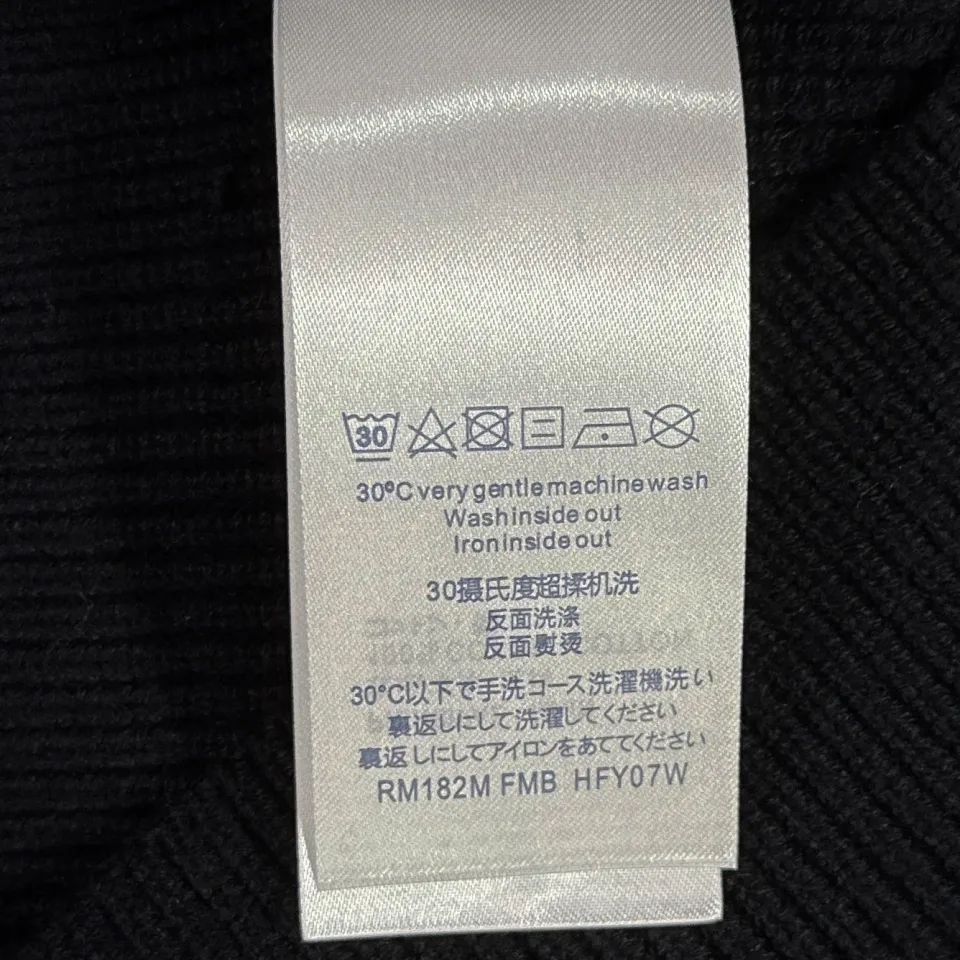 30
30ºC very gentle machine wash
Wash inside out
Iron inside out
30摄氏度超揉机洗
反面洗涤
反面熨烫
30°C以下で手洗コース洗濯機洗い
裏返しにして洗濯してください
裏返しにしてアイロンをあててください
RM182M FMB HFY07W